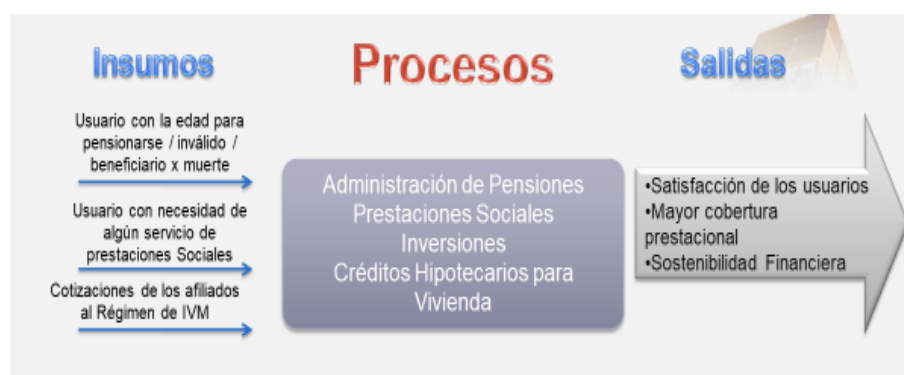 Insumos
Procesos
Salidas
Usuario con la edad para
pensionarse / inválido /
beneficiario x muerte
Usuario con necesidad de
algún servicio de
prestaciones Sociales
Cotizaciones de los afiliados
al Régimen de IVM
Administración de Pensiones
Prestaciones Sociales
Inversiones
Créditos Hipotecarios para
Vivienda
•Satisfacción de los usuarios
•Mayor cobertura
prestacional
•Sostenibilidad Financiera